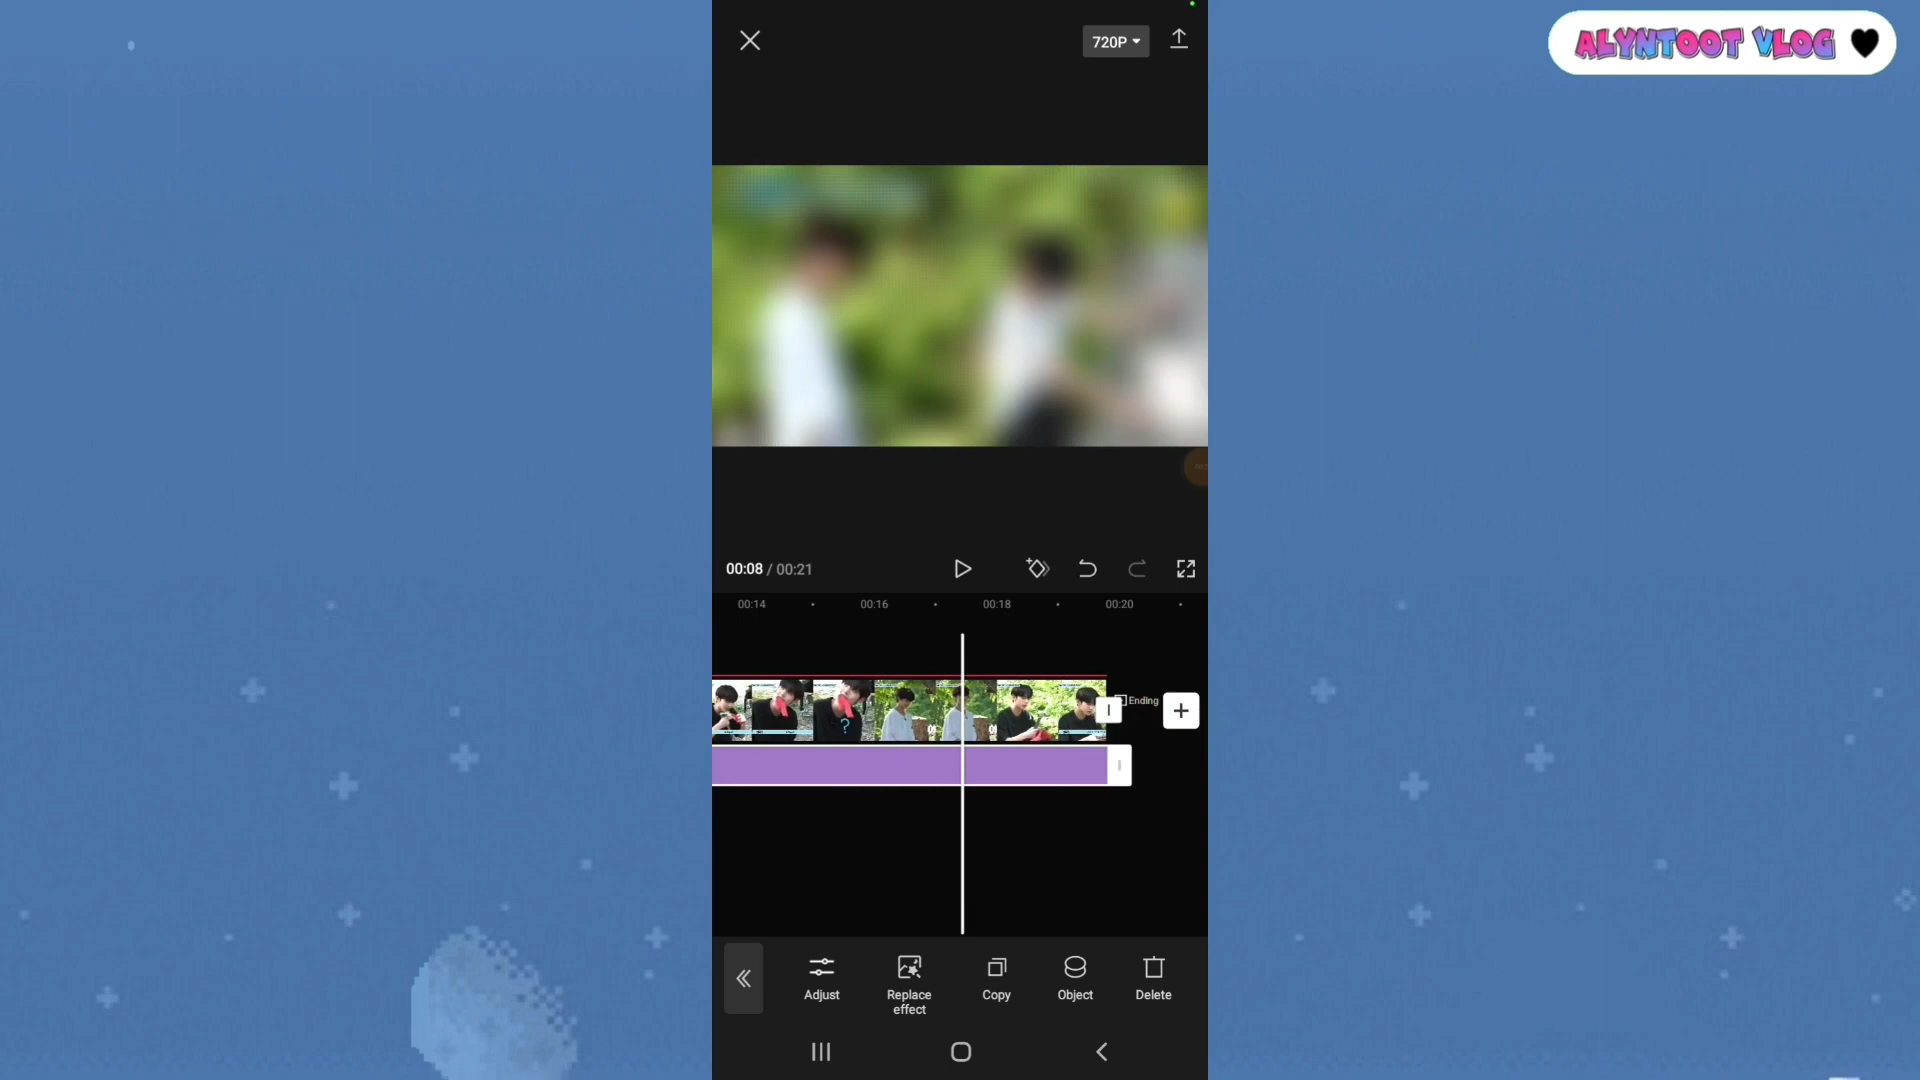 ALYNTOOT VLOG
720P
00:08 / 00:21
00:14 00:16 00:18 00:20
Ending
?
Adjust
Replace effect
Copy
Object
Delete